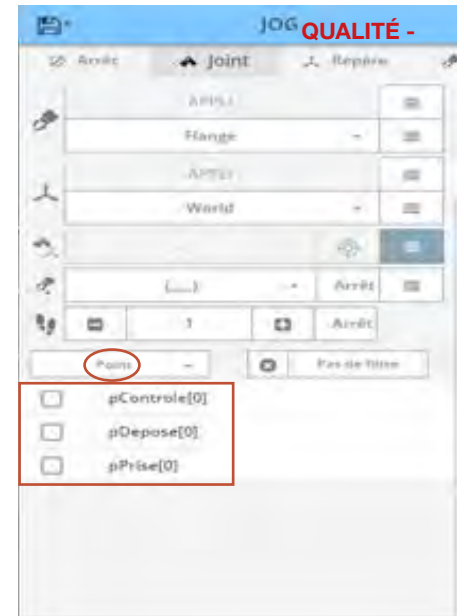 JOG QUALITÉ -
Arrêt Joint Repère
Flange -
World -
(....) - Arrêt
1 Arrêt
Points - Pas de filtre
pControle[0]
pDepose[0]
pPrise[0]